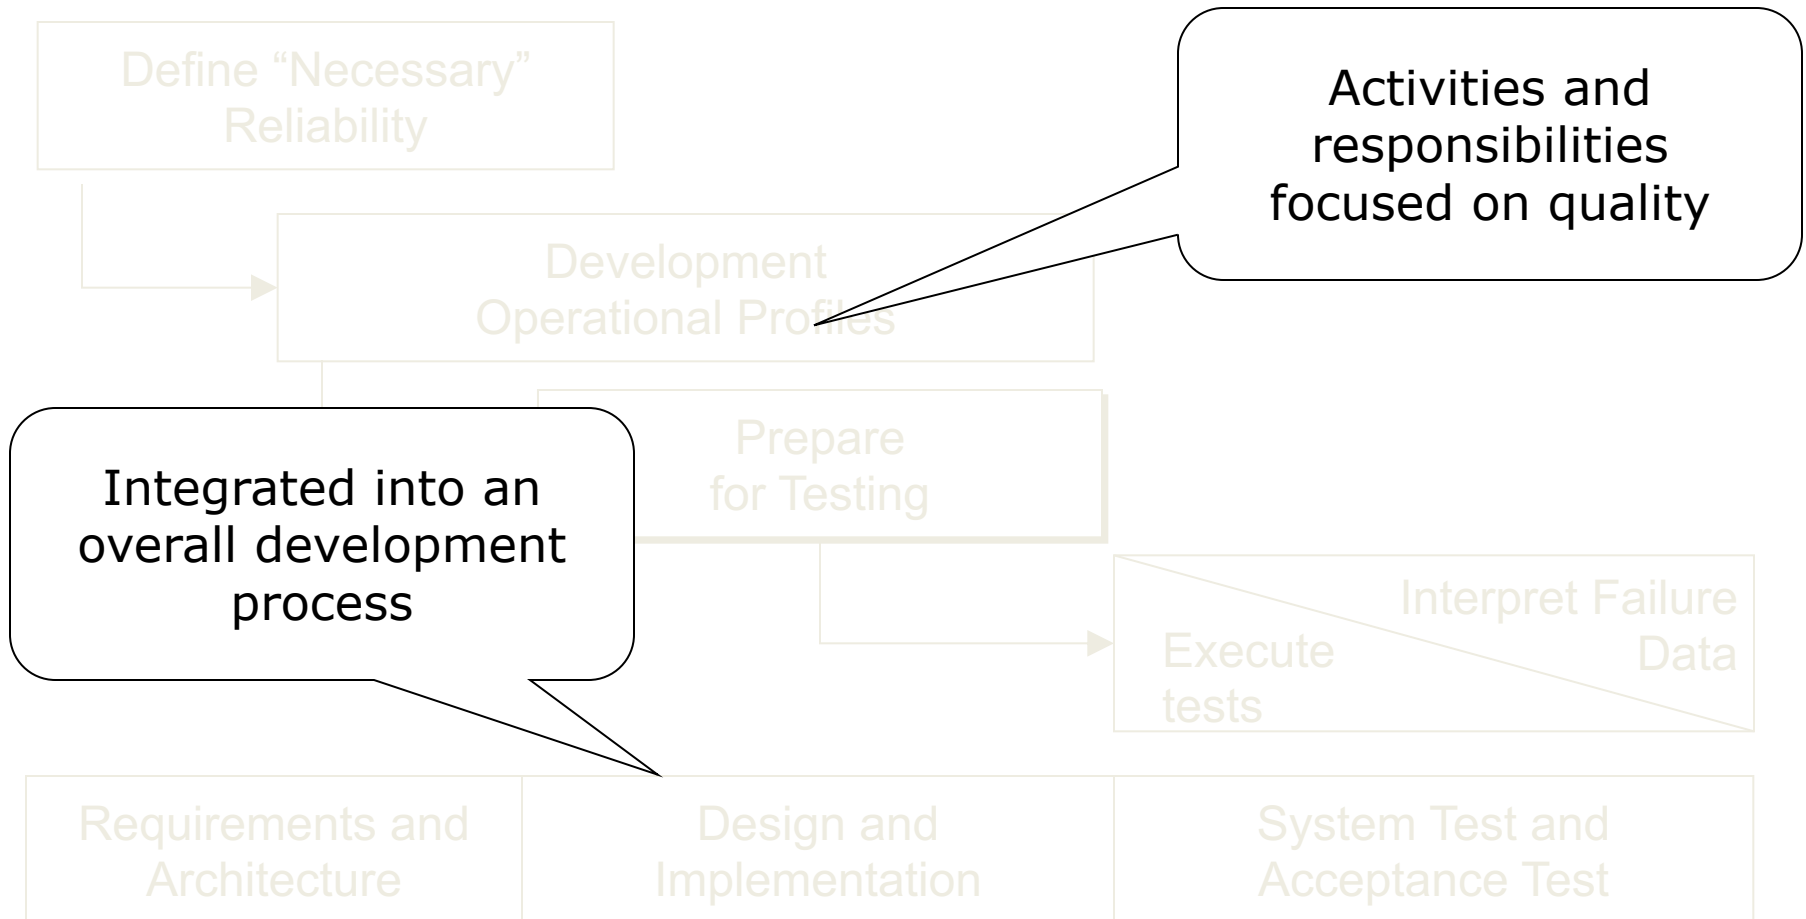 Define “Necessary”
Reliability
Activities and
responsibilities
focused on quality
Development
Operational Profiles
Prepare
for Testing
Integrated into an
overall development
process
Interpret Failure
Data
Execute
tests
Requirements and
Architecture
Design and
Implementation
System Test and
Acceptance Test